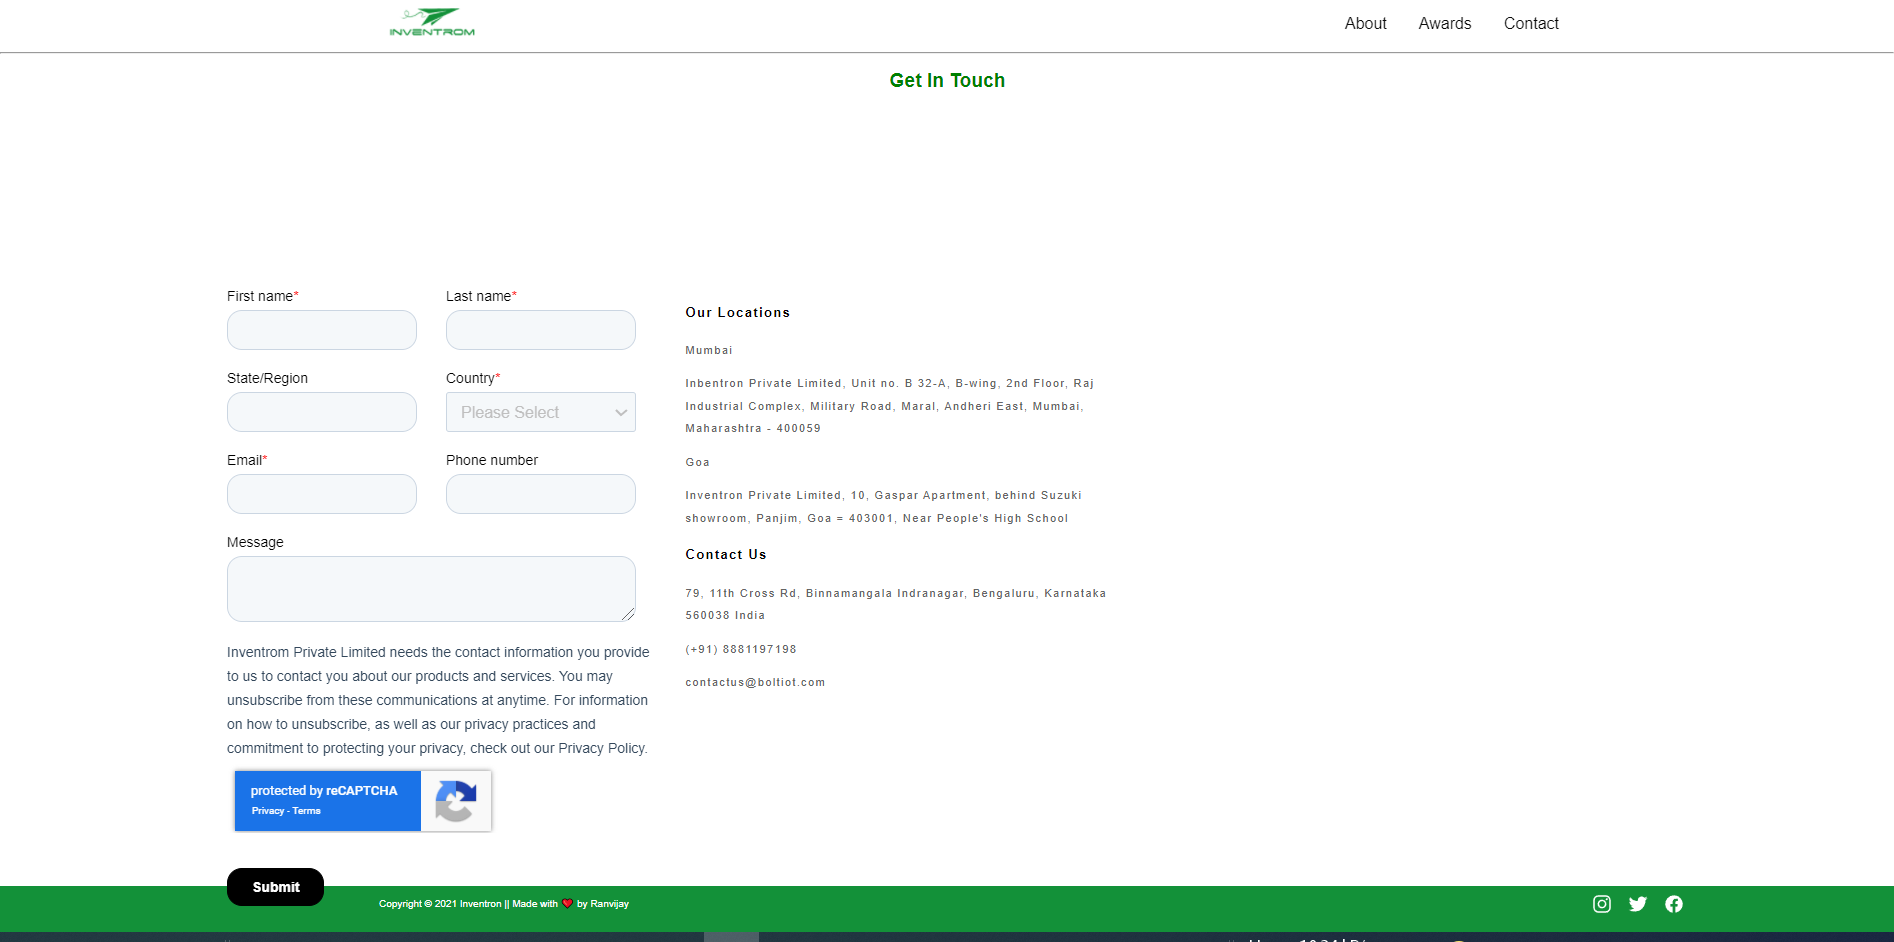 INVENTROM
About Awards Contact
Get In Touch
First name* Last name*
State/Region Country*
Please Select
Email* Phone number
Message
Inventrom Private Limited needs the contact information you provide
to us to contact you about our products and services. You may
unsubscribe from these communications at anytime. For information
on how to unsubscribe, as well as our privacy practices and
commitment to protecting your privacy, check out our Privacy Policy.
protected by reCAPTCHA
Privacy - Terms
Submit
Our Locations
Mumbai
Inbentron Private Limited, Unit no. B 32-A, B-wing, 2nd Floor, Raj
Industrial Complex, Military Road, Maral, Andheri East, Mumbai,
Maharashtra - 400059
Goa
Inventron Private Limited, 10, Gaspar Apartment, behind Suzuki
showroom, Panjim, Goa = 403001, Near People's High School
Contact Us
79, 11th Cross Rd, Binnamangala Indranagar, Bengaluru, Karnataka
560038 India
(+91) 8881197198
contactus@boltiot.com
Copyright © 2021 Inventron || Made with ❤ by Ranvijay